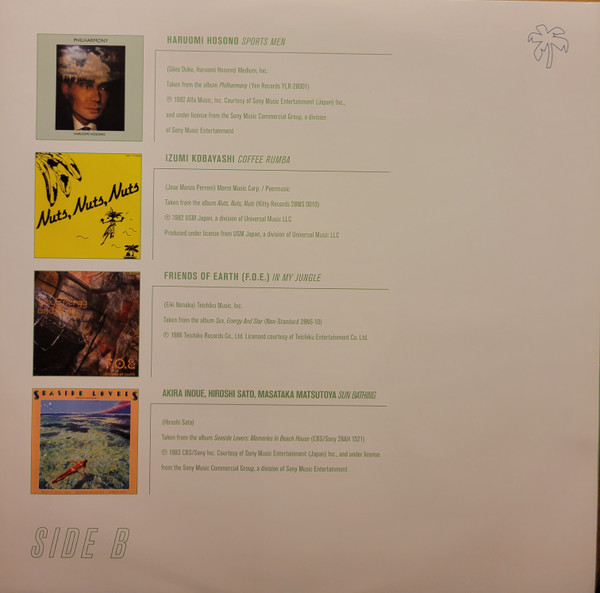 PHILHARMONY
HARUOMI HOSONO
HARUOMI HOSONO SPORTS MEN
(Giles Duke, Haruomi Hosono) Medium, Inc.
Taken from the album Philharmony (Yen Records YLR-28001)
℗ 1982 Alfa Music, Inc. Courtesy of Sony Music Entertainment (Japan) Inc.,
and under license from the Sony Music Commercial Group, a division
of Sony Music Entertainment
Nuts, Nuts, Nuts
IZUMI KOBAYASHI COFFEE RUMBA
(Jose Manzo Perroni) Morro Music Corp. / Peermusic
Taken from the album Nuts, Nuts, Nuts (Kitty Records 28MS 0010)
℗ 1982 USM Japan, a division of Universal Music LLC
Produced under license from USM Japan, a division of Universal Music LLC
F.O.E
FRIENDS OF EARTH (F.O.E.) IN MY JUNGLE
Teichiku Music, Inc.
Taken from the album Sex, Energy And Star (Non-Standard 28NS-10)
℗ 1986 Teichiku Records Co., Ltd. Licensed courtesy of Teichiku Entertainment Co. Ltd.
SEASIDE LOVERS
AKIRA INOUE, HIROSHI SATO, MASATAKA MATSUTOYA SUN BATHING
(Hiroshi Sato)
Taken from the album Seaside Lovers: Memories In Beach House (CBS/Sony 28AH 1521)
℗ 1983 CBS/Sony Inc. Courtesy of Sony Music Entertainment (Japan) Inc., and under license
from the Sony Music Commercial Group, a division of Sony Music Entertainment
SIDE B